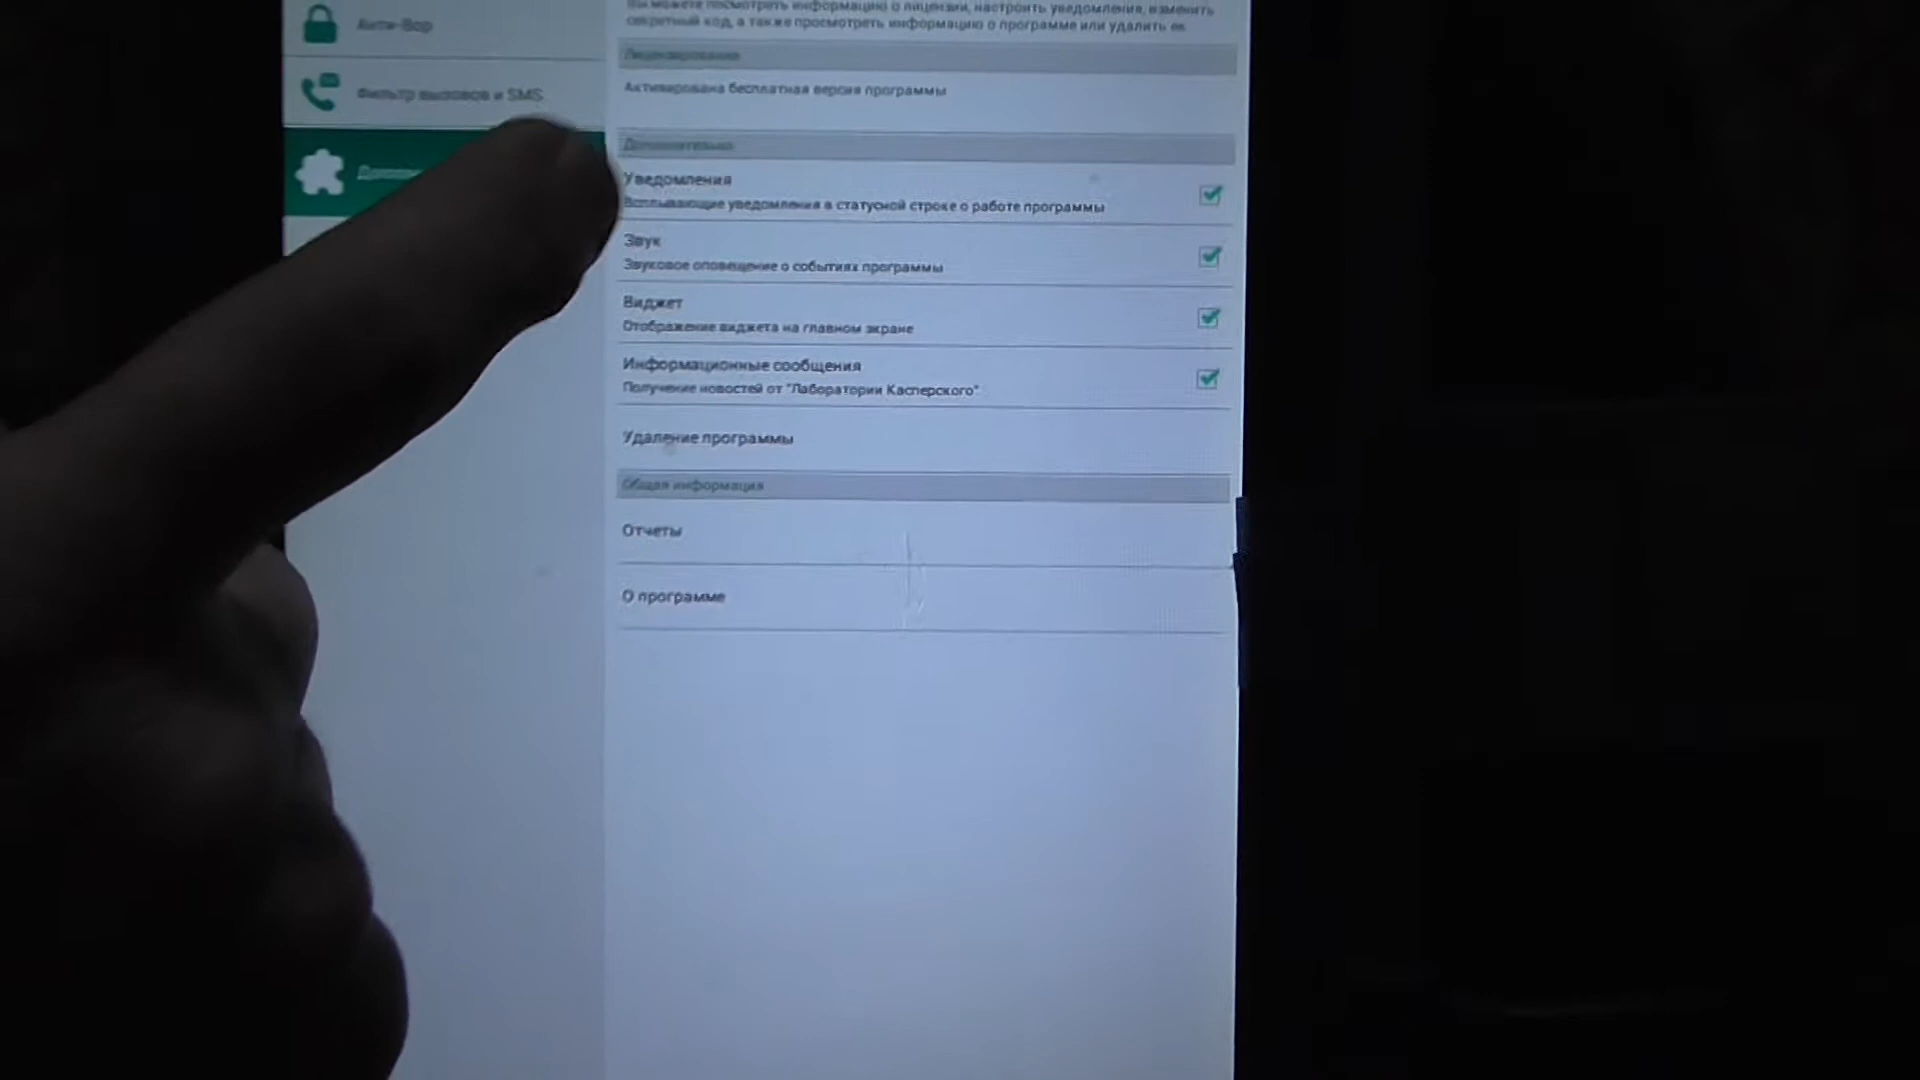 Анти-Вор
Фильтр вызовов и SMS
Вы можете посмотреть информацию о лицензии, настроить уведомления, изменить
секретный код, а также просмотреть информацию о программе или удалить ее.
Лицензирование
Активирована бесплатная версия программы
Дополнительно
Уведомления
Всплывающие уведомления в статусной строке о работе программы
Звук
Звуковое оповещение о событиях программы
Виджет
Отображение виджета на главном экране
Информационные сообщения
Получение новостей от "Лаборатории Касперского"
Удаление программы
Общая информация
Отчеты
О программе